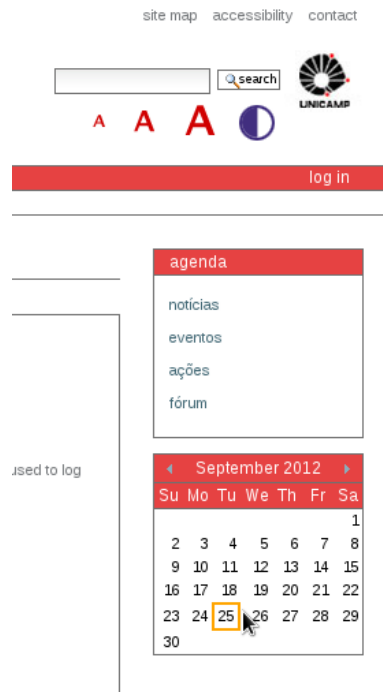 site map accessibility contact
search
UNICAMP
A A A
log in
agenda
notícias
eventos
ações
fórum
used to log
September 2012
Su Mo Tu We Th Fr Sa
1
2 3 4 5 6 7 8
9 10 11 12 13 14 15
16 17 18 19 20 21 22
23 24 25 26 27 28 29
30